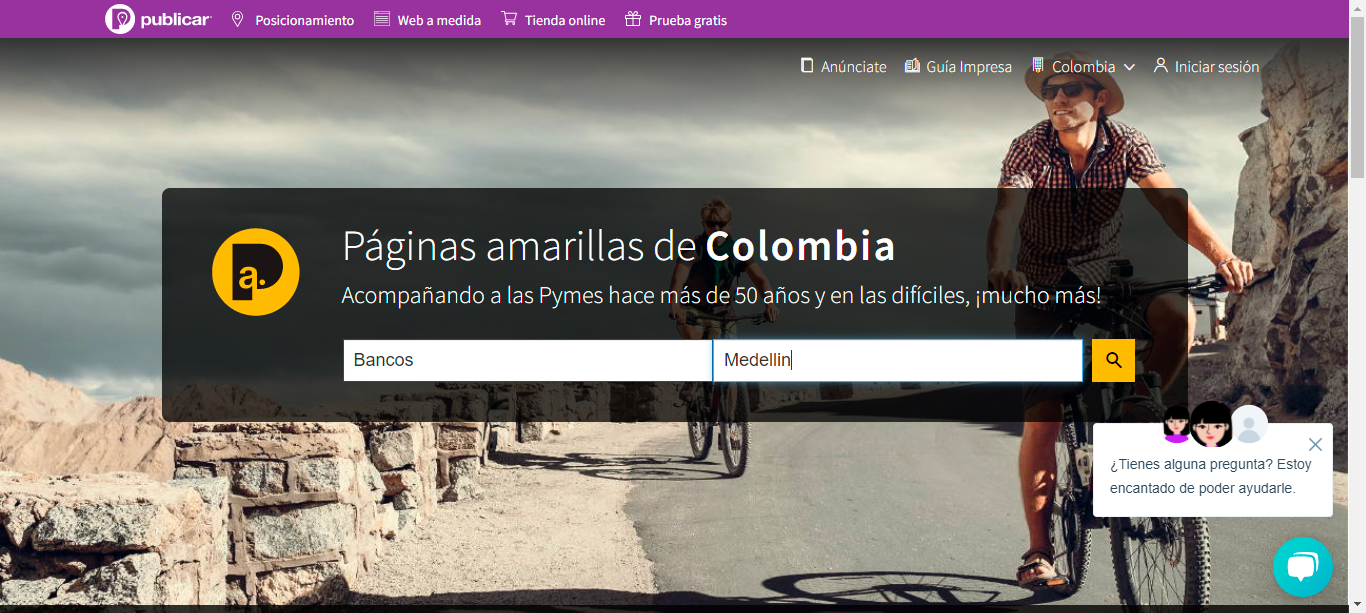 publicar
Posicionamiento
Web a medida
Tienda online
Prueba gratis
Anúnciate
Guía Impresa
Colombia
Iniciar sesión
Páginas amarillas de Colombia
Acompañando a las Pymes hace más de 50 años y en las difíciles, ¡mucho más!
Bancos
Medellin
¿Tienes alguna pregunta? Estoy
encantado de poder ayudarle.